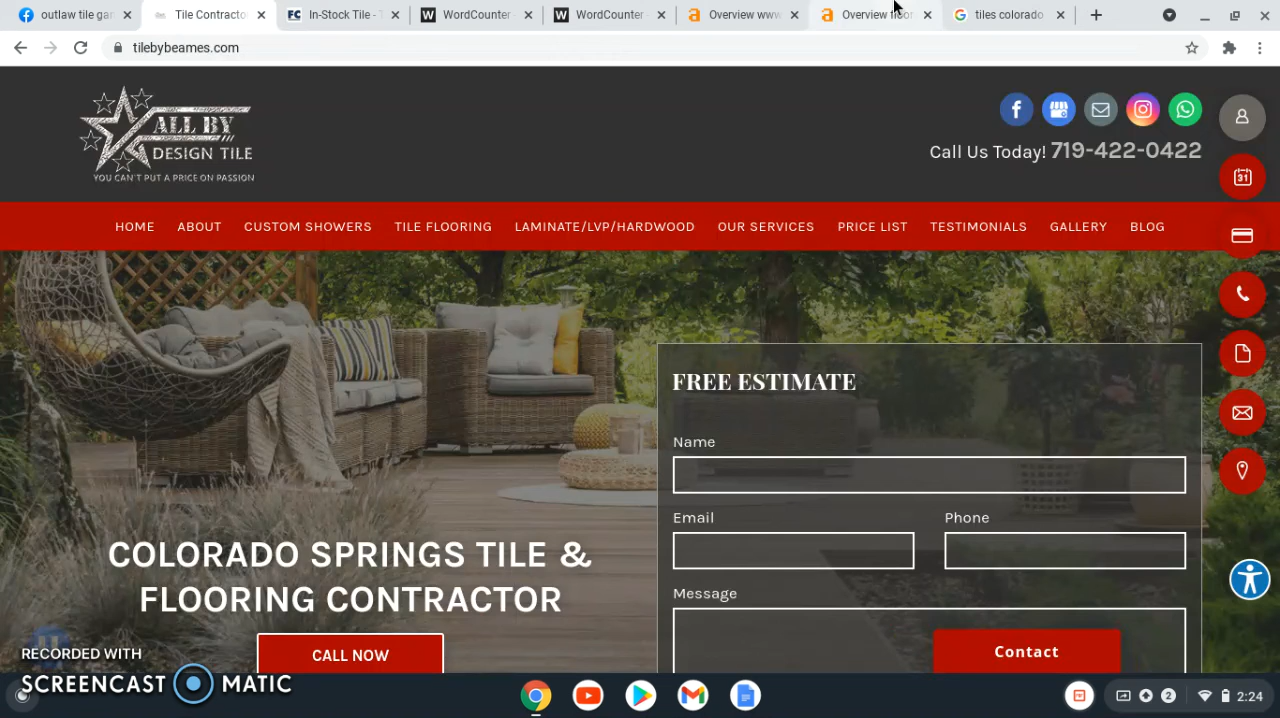 outlaw tile ga
Tile Contracto
In-Stock Tile - T
WordCounter -
WordCounter -
Overview www
Overview floor
tiles colorado
tilebybeames.com
ALL BY
DESIGN TILE
YOU CAN'T PUT A PRICE ON PASSION
Call Us Today! 719-422-0422
HOME ABOUT CUSTOM SHOWERS TILE FLOORING LAMINATE/LVP/HARDWOOD OUR SERVICES PRICE LIST TESTIMONIALS GALLERY BLOG
31
FREE ESTIMATE
Name
Email Phone
Message
COLORADO SPRINGS TILE &
FLOORING CONTRACTOR
CALL NOW
Contact
RECORDED WITH
SCREENCAST MATIC
2 2:24